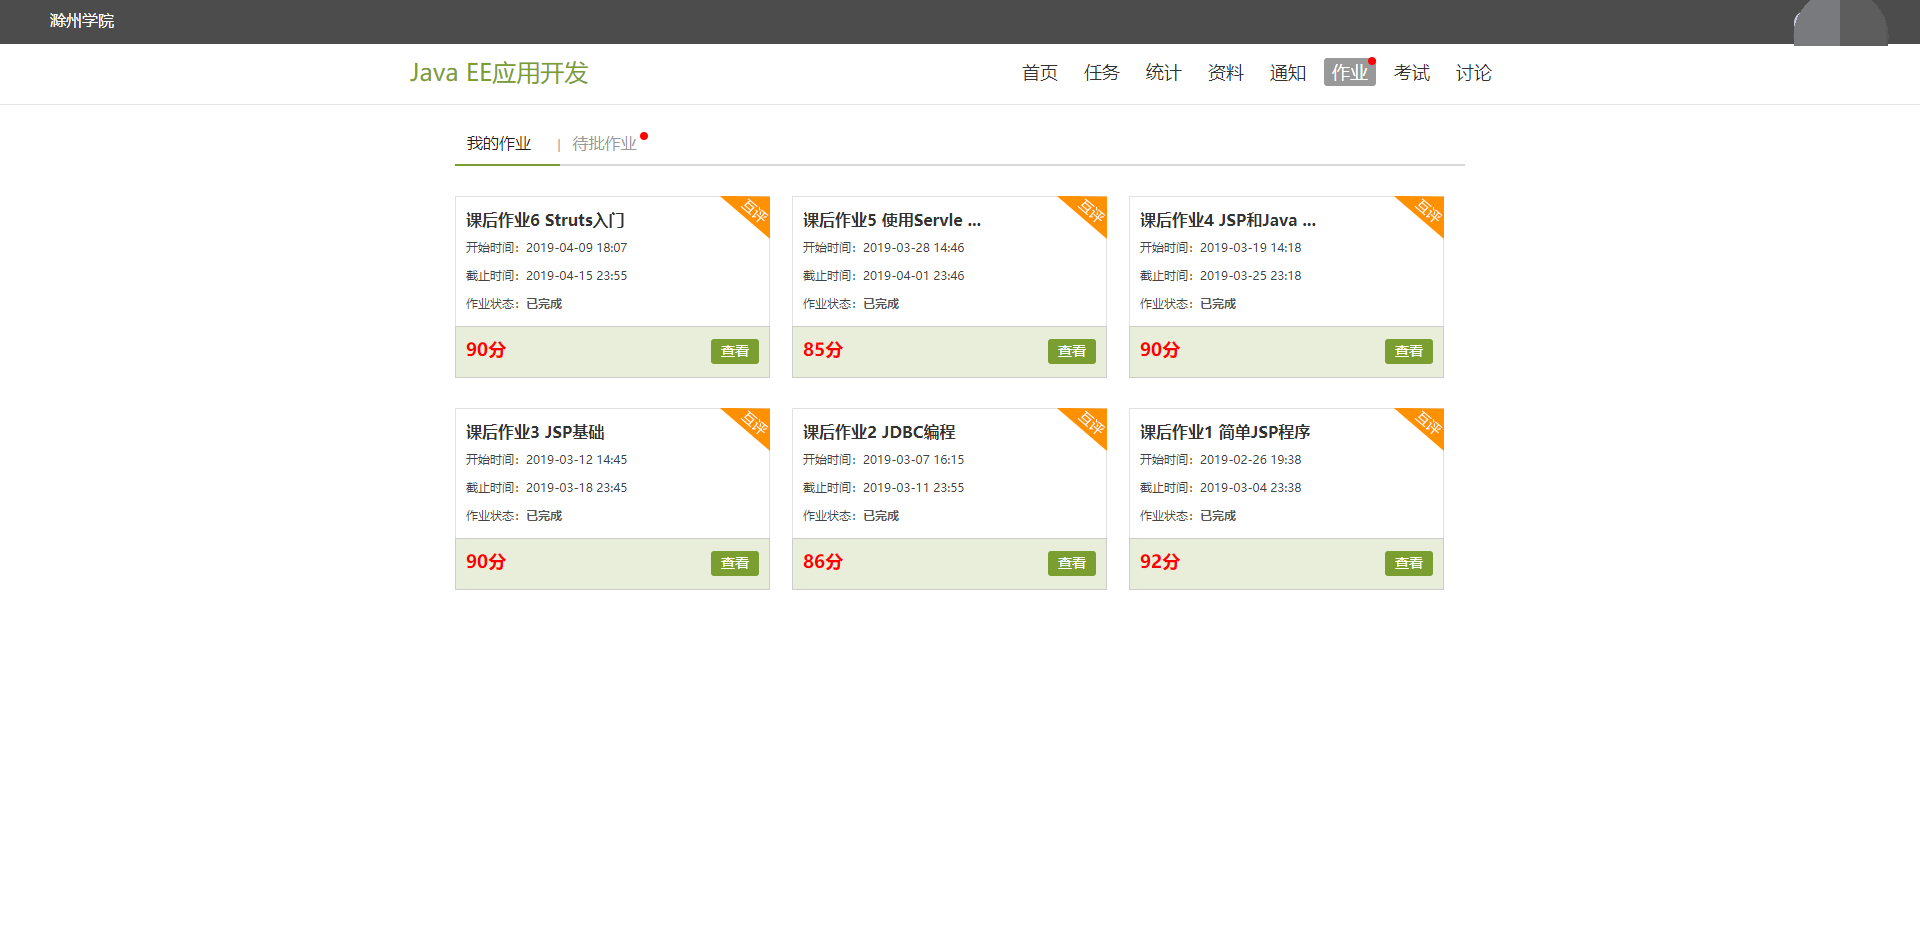 滁州学院
Java EE应用开发
首页 任务 统计 资料 通知 作业 考试 讨论
我的作业 | 待批作业
互评
课后作业6 Struts入门
开始时间：2019-04-09 18:07
截止时间：2019-04-15 23:55
作业状态：已完成
90分 查看
互评
课后作业5 使用Servle ...
开始时间：2019-03-28 14:46
截止时间：2019-04-01 23:46
作业状态：已完成
85分 查看
互评
课后作业4 JSP和Java ...
开始时间：2019-03-19 14:18
截止时间：2019-03-25 23:18
作业状态：已完成
90分 查看
互评
课后作业3 JSP基础
开始时间：2019-03-12 14:45
截止时间：2019-03-18 23:45
作业状态：已完成
90分 查看
互评
课后作业2 JDBC编程
开始时间：2019-03-07 16:15
截止时间：2019-03-11 23:55
作业状态：已完成
86分 查看
互评
课后作业1 简单JSP程序
开始时间：2019-02-26 19:38
截止时间：2019-03-04 23:38
作业状态：已完成
92分 查看